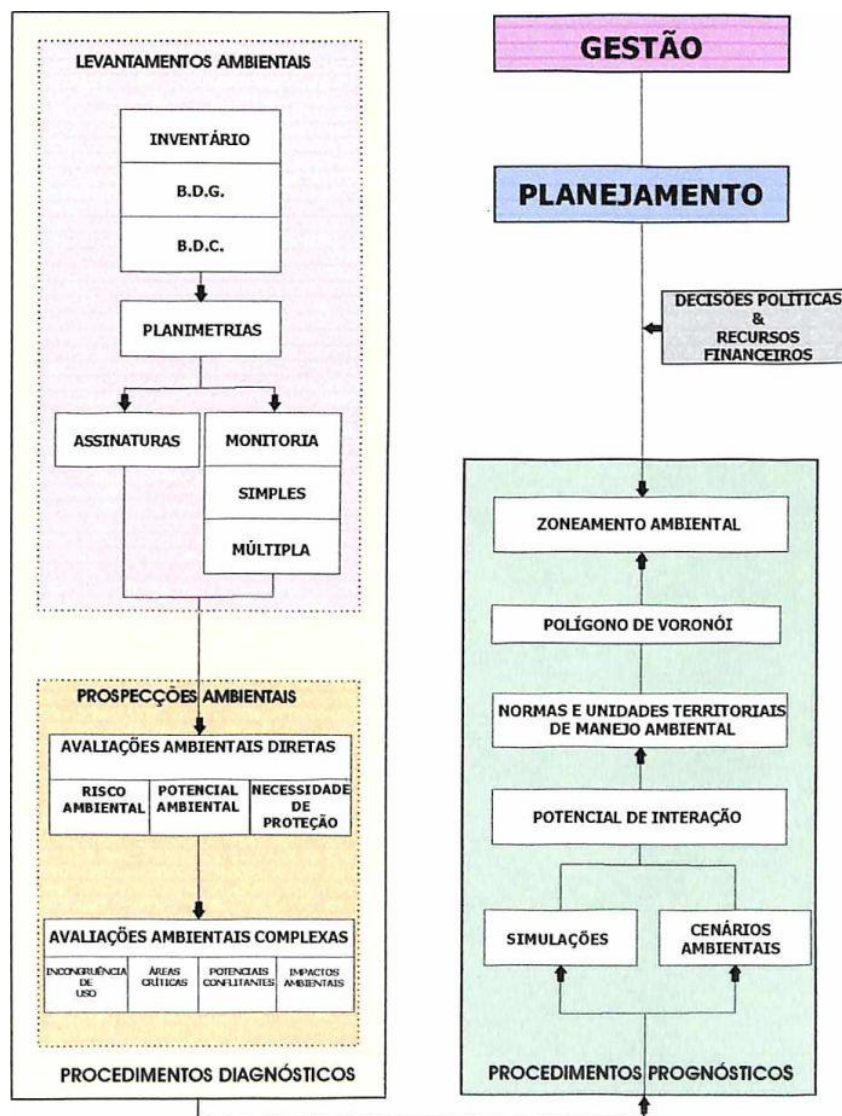 LEVANTAMENTOS AMBIENTAIS
INVENTÁRIO
B.D.G.
B.D.C.
PLANIMETRIAS
ASSINATURAS
MONITORIA
SIMPLES
MÚLTIPLA
PROSPECÇÕES AMBIENTAIS
AVALIAÇÕES AMBIENTAIS DIRETAS
RISCO
AMBIENTAL
POTENCIAL
AMBIENTAL
NECESSIDADE
DE
PROTEÇÃO
AVALIAÇÕES AMBIENTAIS COMPLEXAS
INCONGRUÊNCIA
DE
USO
ÁREAS
CRÍTICAS
POTENCIAIS
CONFLITANTES
IMPACTOS
AMBIENTAIS
PROCEDIMENTOS DIAGNÓSTICOS
GESTÃO
PLANEJAMENTO
DECISÕES POLÍTICAS
&
RECURSOS
FINANCEIROS
ZONEAMENTO AMBIENTAL
POLÍGONO DE VORONÓI
NORMAS E UNIDADES TERRITORIAIS
DE MANEJO AMBIENTAL
POTENCIAL DE INTERAÇÃO
SIMULAÇÕES
CENÁRIOS
AMBIENTAIS
PROCEDIMENTOS PROGNÓSTICOS